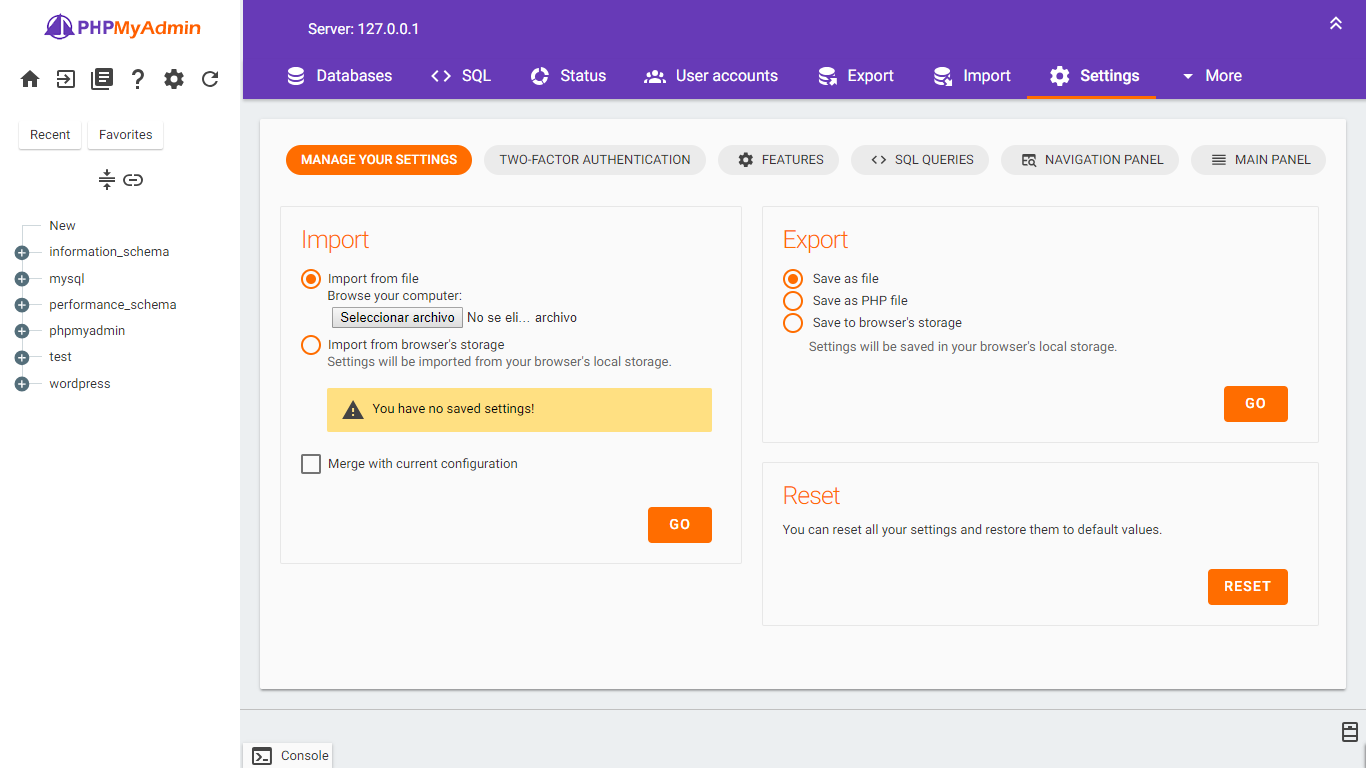 PHPMyAdmin
Server: 127.0.0.1
Databases SQL Status User accounts Export Import Settings More
Recent Favorites
New
information_schema
mysql
performance_schema
phpmyadmin
test
wordpress
MANAGE YOUR SETTINGS TWO-FACTOR AUTHENTICATION FEATURES SQL QUERIES NAVIGATION PANEL MAIN PANEL
Import
Import from file
Browse your computer:
Seleccionar archivo No se eli... archivo
Import from browser's storage
Settings will be imported from your browser's local storage.
You have no saved settings!
Merge with current configuration
GO
Export
Save as file
Save as PHP file
Save to browser's storage
Settings will be saved in your browser's local storage.
GO
Reset
You can reset all your settings and restore them to default values.
RESET
Console